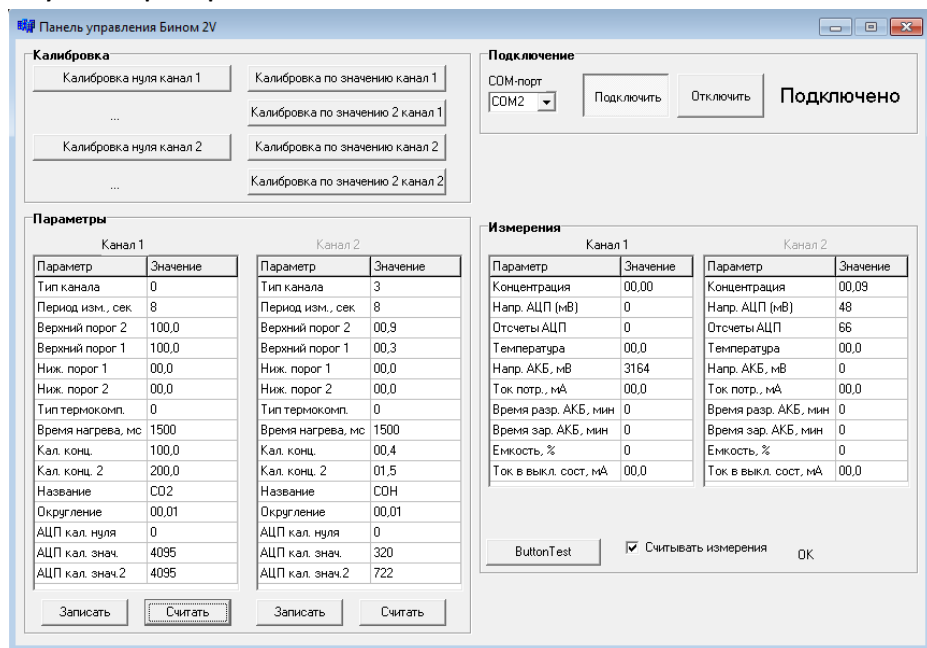 Панель управления Бином 2V
Калибровка
Калибровка нуля канал 1
Калибровка по значению канал 1
...
Калибровка по значению 2 канал 1
Калибровка нуля канал 2
Калибровка по значению канал 2
...
Калибровка по значению 2 канал 2
Подключение
COM-порт
COM2
Подключить
Отключить
Подключено
Параметры
Канал 1
Параметр Значение
Тип канала 0
Период изм., сек 8
Верхний порог 2 100,0
Верхний порог 1 100,0
Ниж. порог 1 00,0
Ниж. порог 2 00,0
Тип термокомп. 0
Время нагрева, мс 1500
Кал. конц. 100,0
Кал. конц. 2 200,0
Название CO2
Округление 00,01
АЦП кал. нуля 0
АЦП кал. знач. 4095
АЦП кал. знач.2 4095
Записать
Считать
Канал 2
Параметр Значение
Тип канала 3
Период изм., сек 8
Верхний порог 2 00,9
Верхний порог 1 00,3
Ниж. порог 1 00,0
Ниж. порог 2 00,0
Тип термокомп. 0
Время нагрева, мс 1500
Кал. конц. 00,4
Кал. конц. 2 01,5
Название COH
Округление 00,01
АЦП кал. нуля 0
АЦП кал. знач. 320
АЦП кал. знач.2 722
Записать
Считать
Измерения
Канал 1
Параметр Значение
Концентрация 00,00
Напр. АЦП (мВ) 0
Отсчеты АЦП 0
Температура 00,0
Напр. АКБ, мВ 3164
Ток потр., мА 00,0
Время разр. АКБ, мин 0
Время зар. АКБ, мин 0
Емкость, % 0
Ток в выкл. сост, мА 00,0
Канал 2
Параметр Значение
Концентрация 00,09
Напр. АЦП (мВ) 48
Отсчеты АЦП 66
Температура 00,0
Напр. АКБ, мВ 0
Ток потр., мА 00,0
Время разр. АКБ, мин 0
Время зар. АКБ, мин 0
Емкость, % 0
Ток в выкл. сост, мА 00,0
ButtonTest
Считывать измерения
OK